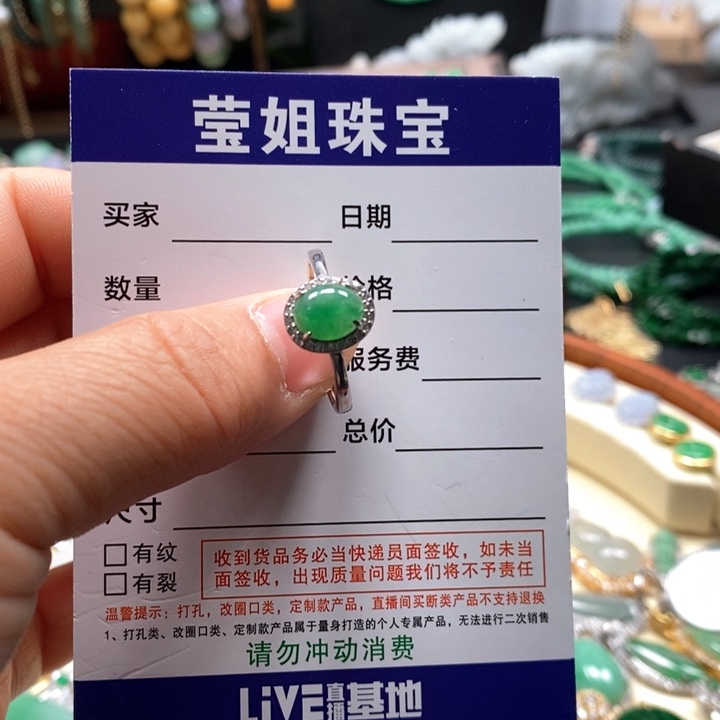 莹姐珠宝
买家 日期
数量 价格
服务费
总价
尺寸
有纹
有裂
收到货品务必当快递员面签收，如未当
面签收，出现质量问题我们将不予责任
温馨提示：打孔，改圈口类，定制款产品，直播间买断类产品不支持退换
1、打孔类、改圈口类、定制款产品属于量身打造的个人专属产品，无法进行二次销售
请勿冲动消费
LiVE直播基地